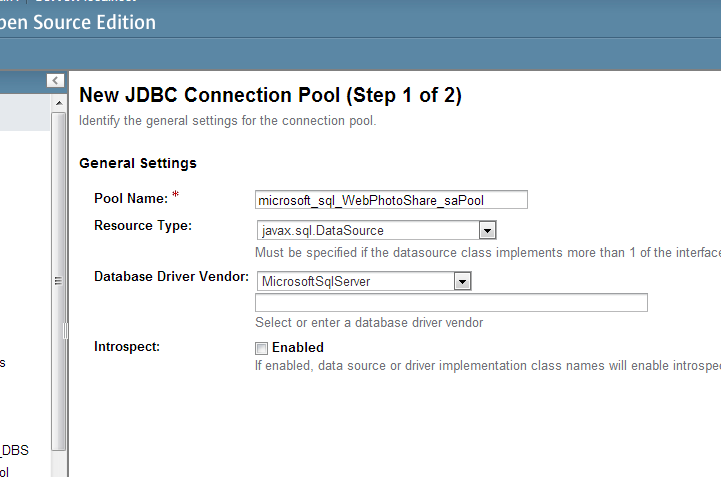 pen Source Edition
New JDBC Connection Pool (Step 1 of 2)
Identify the general settings for the connection pool.
General Settings
Pool Name: *
microsoft_sql_WebPhotoShare_saPool
Resource Type:
javax.sql.DataSource
Must be specified if the datasource class implements more than 1 of the interface
Database Driver Vendor:
MicrosoftSqlServer
Select or enter a database driver vendor
Introspect:
Enabled
If enabled, data source or driver implementation class names will enable introspe
s
_DBS
ol